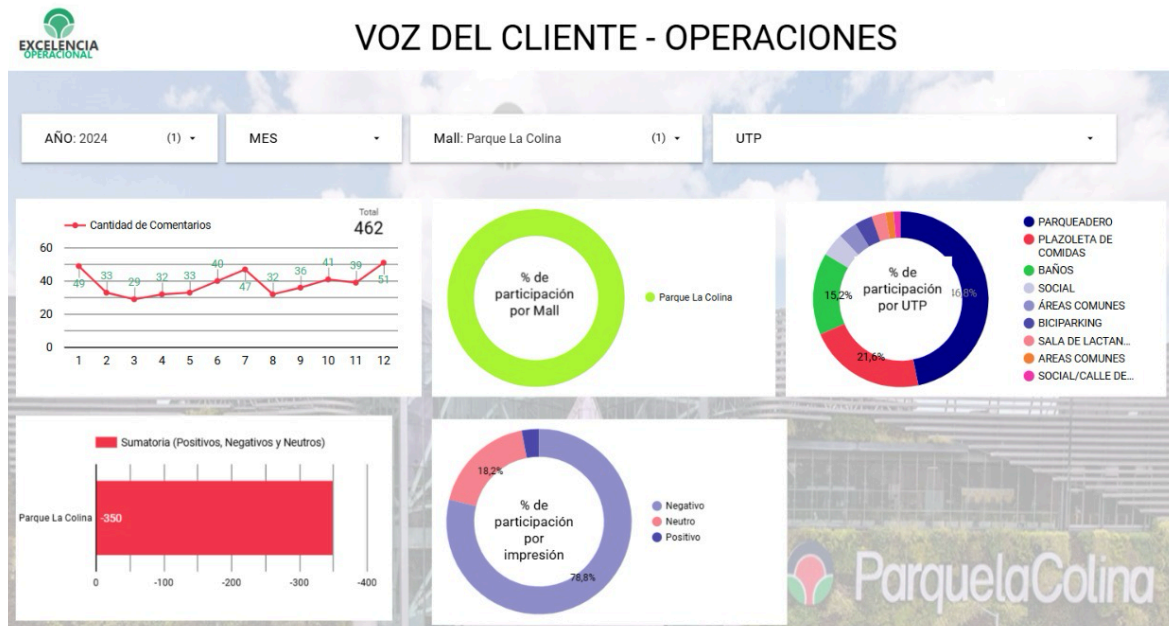 EXCELENCIA
OPERACIONAL
VOZ DEL CLIENTE - OPERACIONES
AÑO: 2024 (1)
MES
Mall: Parque La Colina (1)
UTP
Cantidad de Comentarios
Total
462
60
40
20
0
49 33 29 32 33 40 47 32 36 41 39 51
1 2 3 4 5 6 7 8 9 10 11 12
% de
participación
por Mall
Parque La Colina
% de
participación
por UTP
46,8%
21,6%
15,2%
PARQUEADERO
PLAZOLETA DE
COMIDAS
BAÑOS
SOCIAL
ÁREAS COMUNES
BICIPARKING
SALA DE LACTAN...
AREAS COMUNES
SOCIAL/CALLE DE...
Sumatoria (Positivos, Negativos y Neutros)
Parque La Colina
-350
0 -100 -200 -300 -400
% de
participación
por
impresión
18,2%
78,8%
Negativo
Neutro
Positivo
ParquelaColina